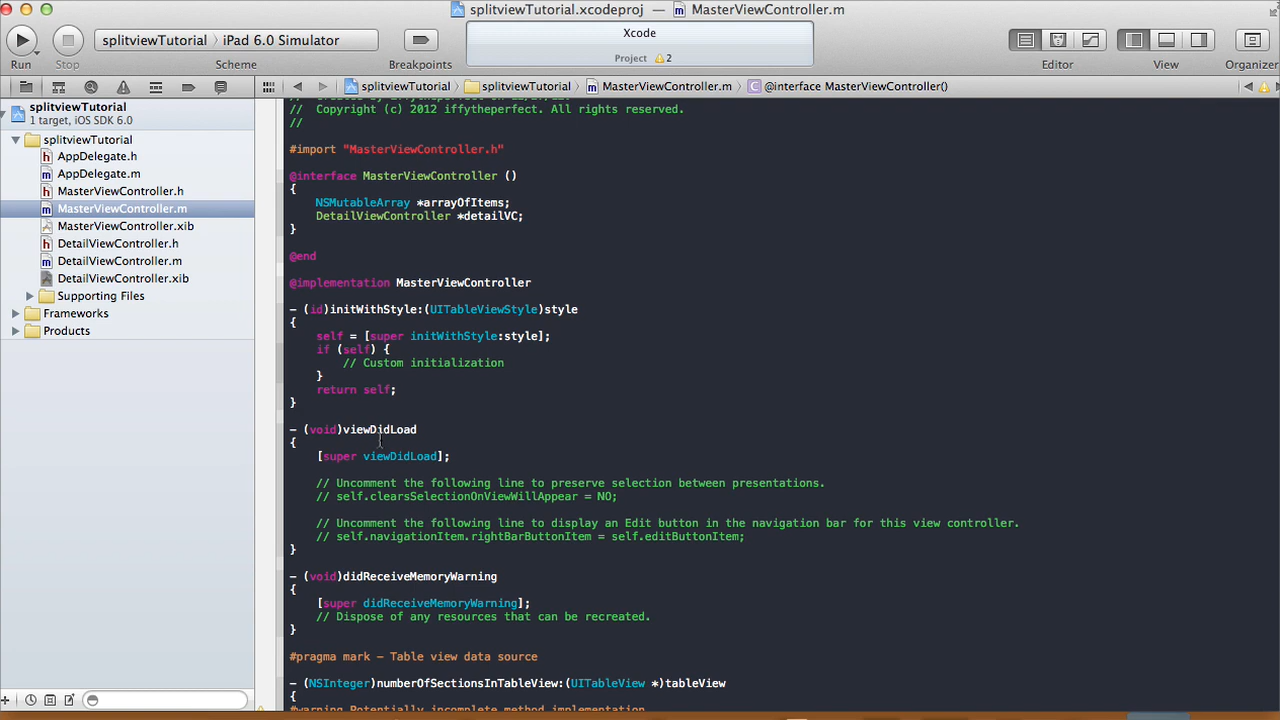 splitviewTutorial.xcodeproj — MasterViewController.m
splitviewTutorial › iPad 6.0 Simulator
Xcode
Project 2
Run Stop Scheme Breakpoints Editor View Organizer
splitviewTutorial › splitviewTutorial › MasterViewController.m › @interface MasterViewController()
splitviewTutorial
1 target, iOS SDK 6.0
splitviewTutorial
AppDelegate.h
AppDelegate.m
MasterViewController.h
MasterViewController.m
MasterViewController.xib
DetailViewController.h
DetailViewController.m
DetailViewController.xib
Supporting Files
Frameworks
Products
//  Copyright (c) 2012 iffytheperfect. All rights reserved.
//
#import "MasterViewController.h"
@interface MasterViewController ()
{
NSMutableArray *arrayOfItems;
DetailViewController *detailVC;
}
@end
@implementation MasterViewController
– (id)initWithStyle:(UITableViewStyle)style
{
self = [super initWithStyle:style];
if (self) {
// Custom initialization
}
return self;
}
– (void)viewDidLoad
{
[super viewDidLoad];
// Uncomment the following line to preserve selection between presentations.
// self.clearsSelectionOnViewWillAppear = NO;
// Uncomment the following line to display an Edit button in the navigation bar for this view controller.
// self.navigationItem.rightBarButtonItem = self.editButtonItem;
}
– (void)didReceiveMemoryWarning
{
[super didReceiveMemoryWarning];
// Dispose of any resources that can be recreated.
}
#pragma mark – Table view data source
– (NSInteger)numberOfSectionsInTableView:(UITableView *)tableView
{
#warning Potentially incomplete method implementation